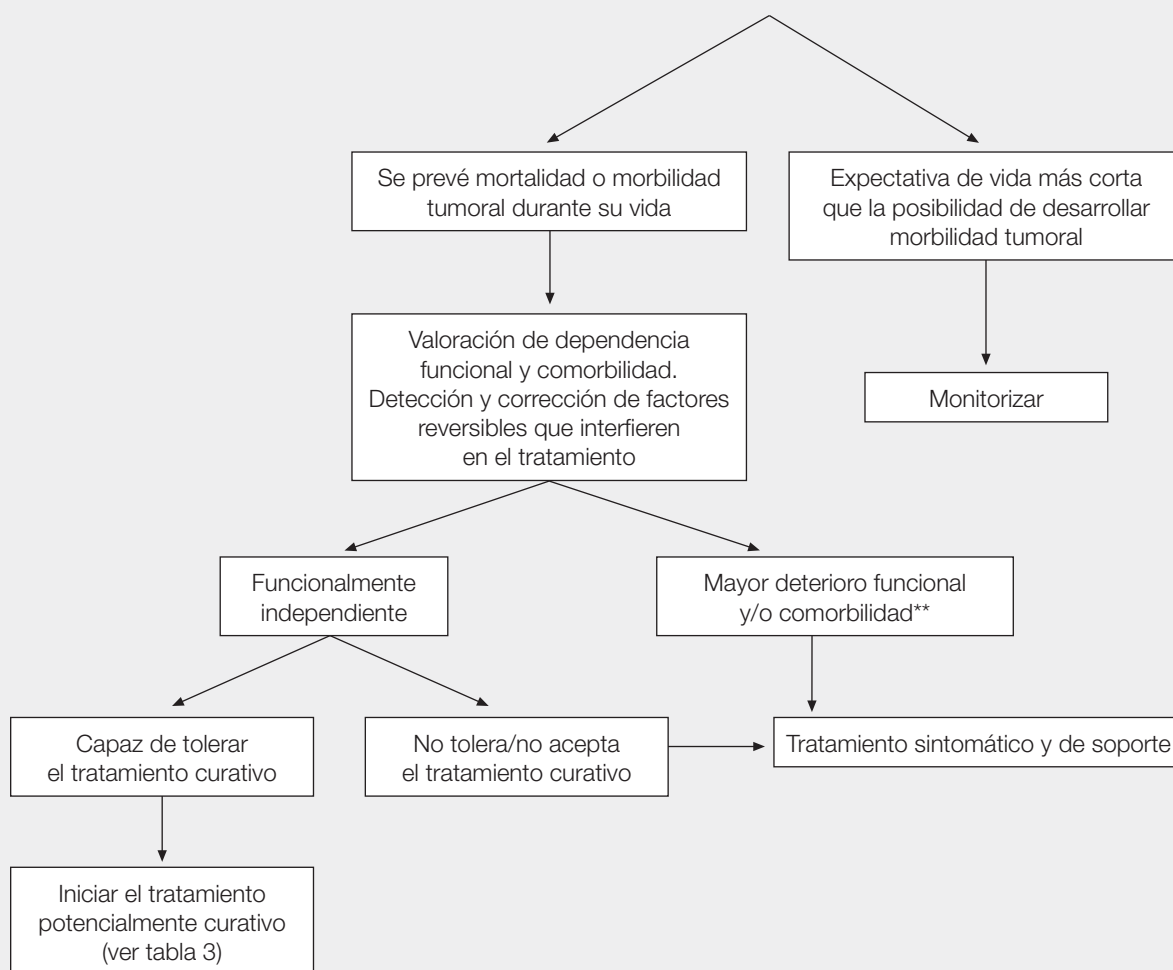 Se prevé mortalidad o morbilidad
tumoral durante su vida
Expectativa de vida más corta
que la posibilidad de desarrollar
morbilidad tumoral
Valoración de dependencia
funcional y comorbilidad.
Detección y corrección de factores
reversibles que interfieren
en el tratamiento
Monitorizar
Funcionalmente
independiente
Mayor deterioro funcional
y/o comorbilidad**
Capaz de tolerar
el tratamiento curativo
No tolera/no acepta
el tratamiento curativo
Tratamiento sintomático y de soporte
Iniciar el tratamiento
potencialmente curativo
(ver tabla 3)